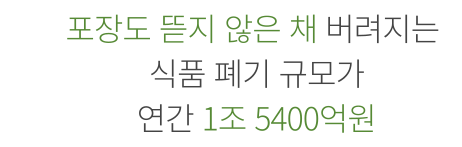 포장도 뜯지 않은 채 버려지는
식품 폐기 규모가
연간 1조 5400억원